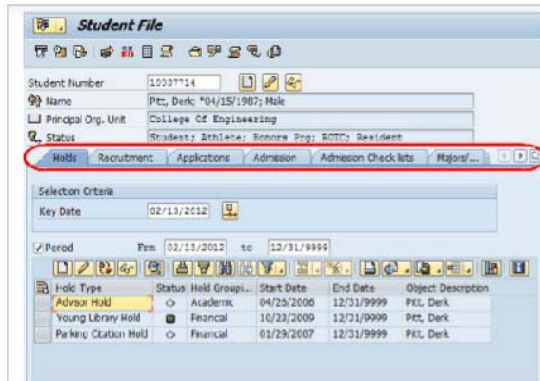 Student File
Student Number 10037714
Name Pitt, Derk; *04/15/1987; Male
Principal Org. Unit College Of Engineering
Status Student; Athlete; Honors Prg; ROTC; Resident
Holds Recruitment Applications Admission Admission Check lists Majors/...
Selection Criteria
Key Date 02/13/2012
Period From 02/13/2012 to 12/31/9999
Hold Type Status Hold Groupi... Start Date End Date Object Description
Advisor Hold Academic 04/25/2006 12/31/9999 Pitt, Derk
Young Library Hold Financial 10/23/2009 12/31/9999 Pitt, Derk
Parking Citation Hold Financial 01/29/2007 12/31/9999 Pitt, Derk